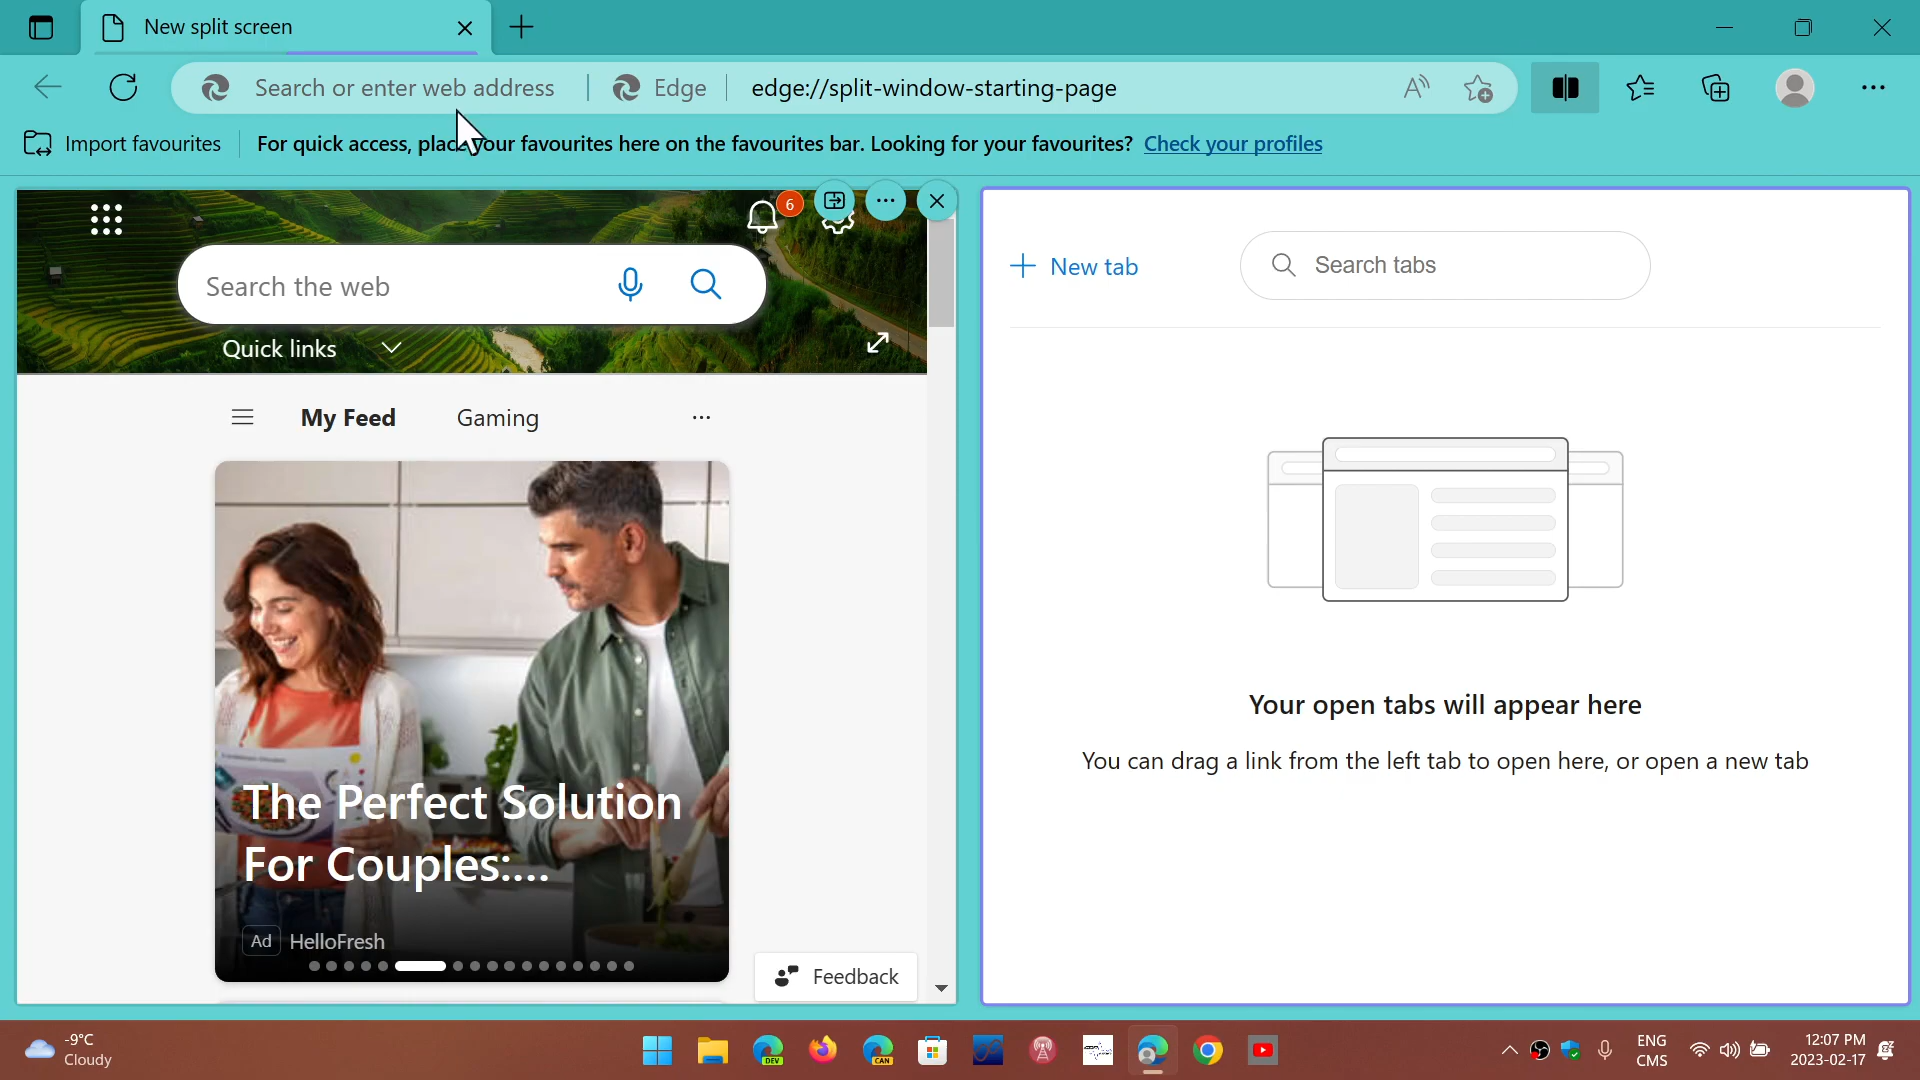 New split screen
Search or enter web address
Edge
edge://split-window-starting-page
Import favourites
For quick access, place your favourites here on the favourites bar. Looking for your favourites? Check your profiles
6
Search the web
Quick links
My Feed
Gaming
The Perfect Solution
For Couples:...
Ad HelloFresh
Feedback
New tab
Search tabs
Your open tabs will appear here
You can drag a link from the left tab to open here, or open a new tab
-9°C
Cloudy
DEV
CAN
ENG
CMS
12:07 PM
2023-02-17